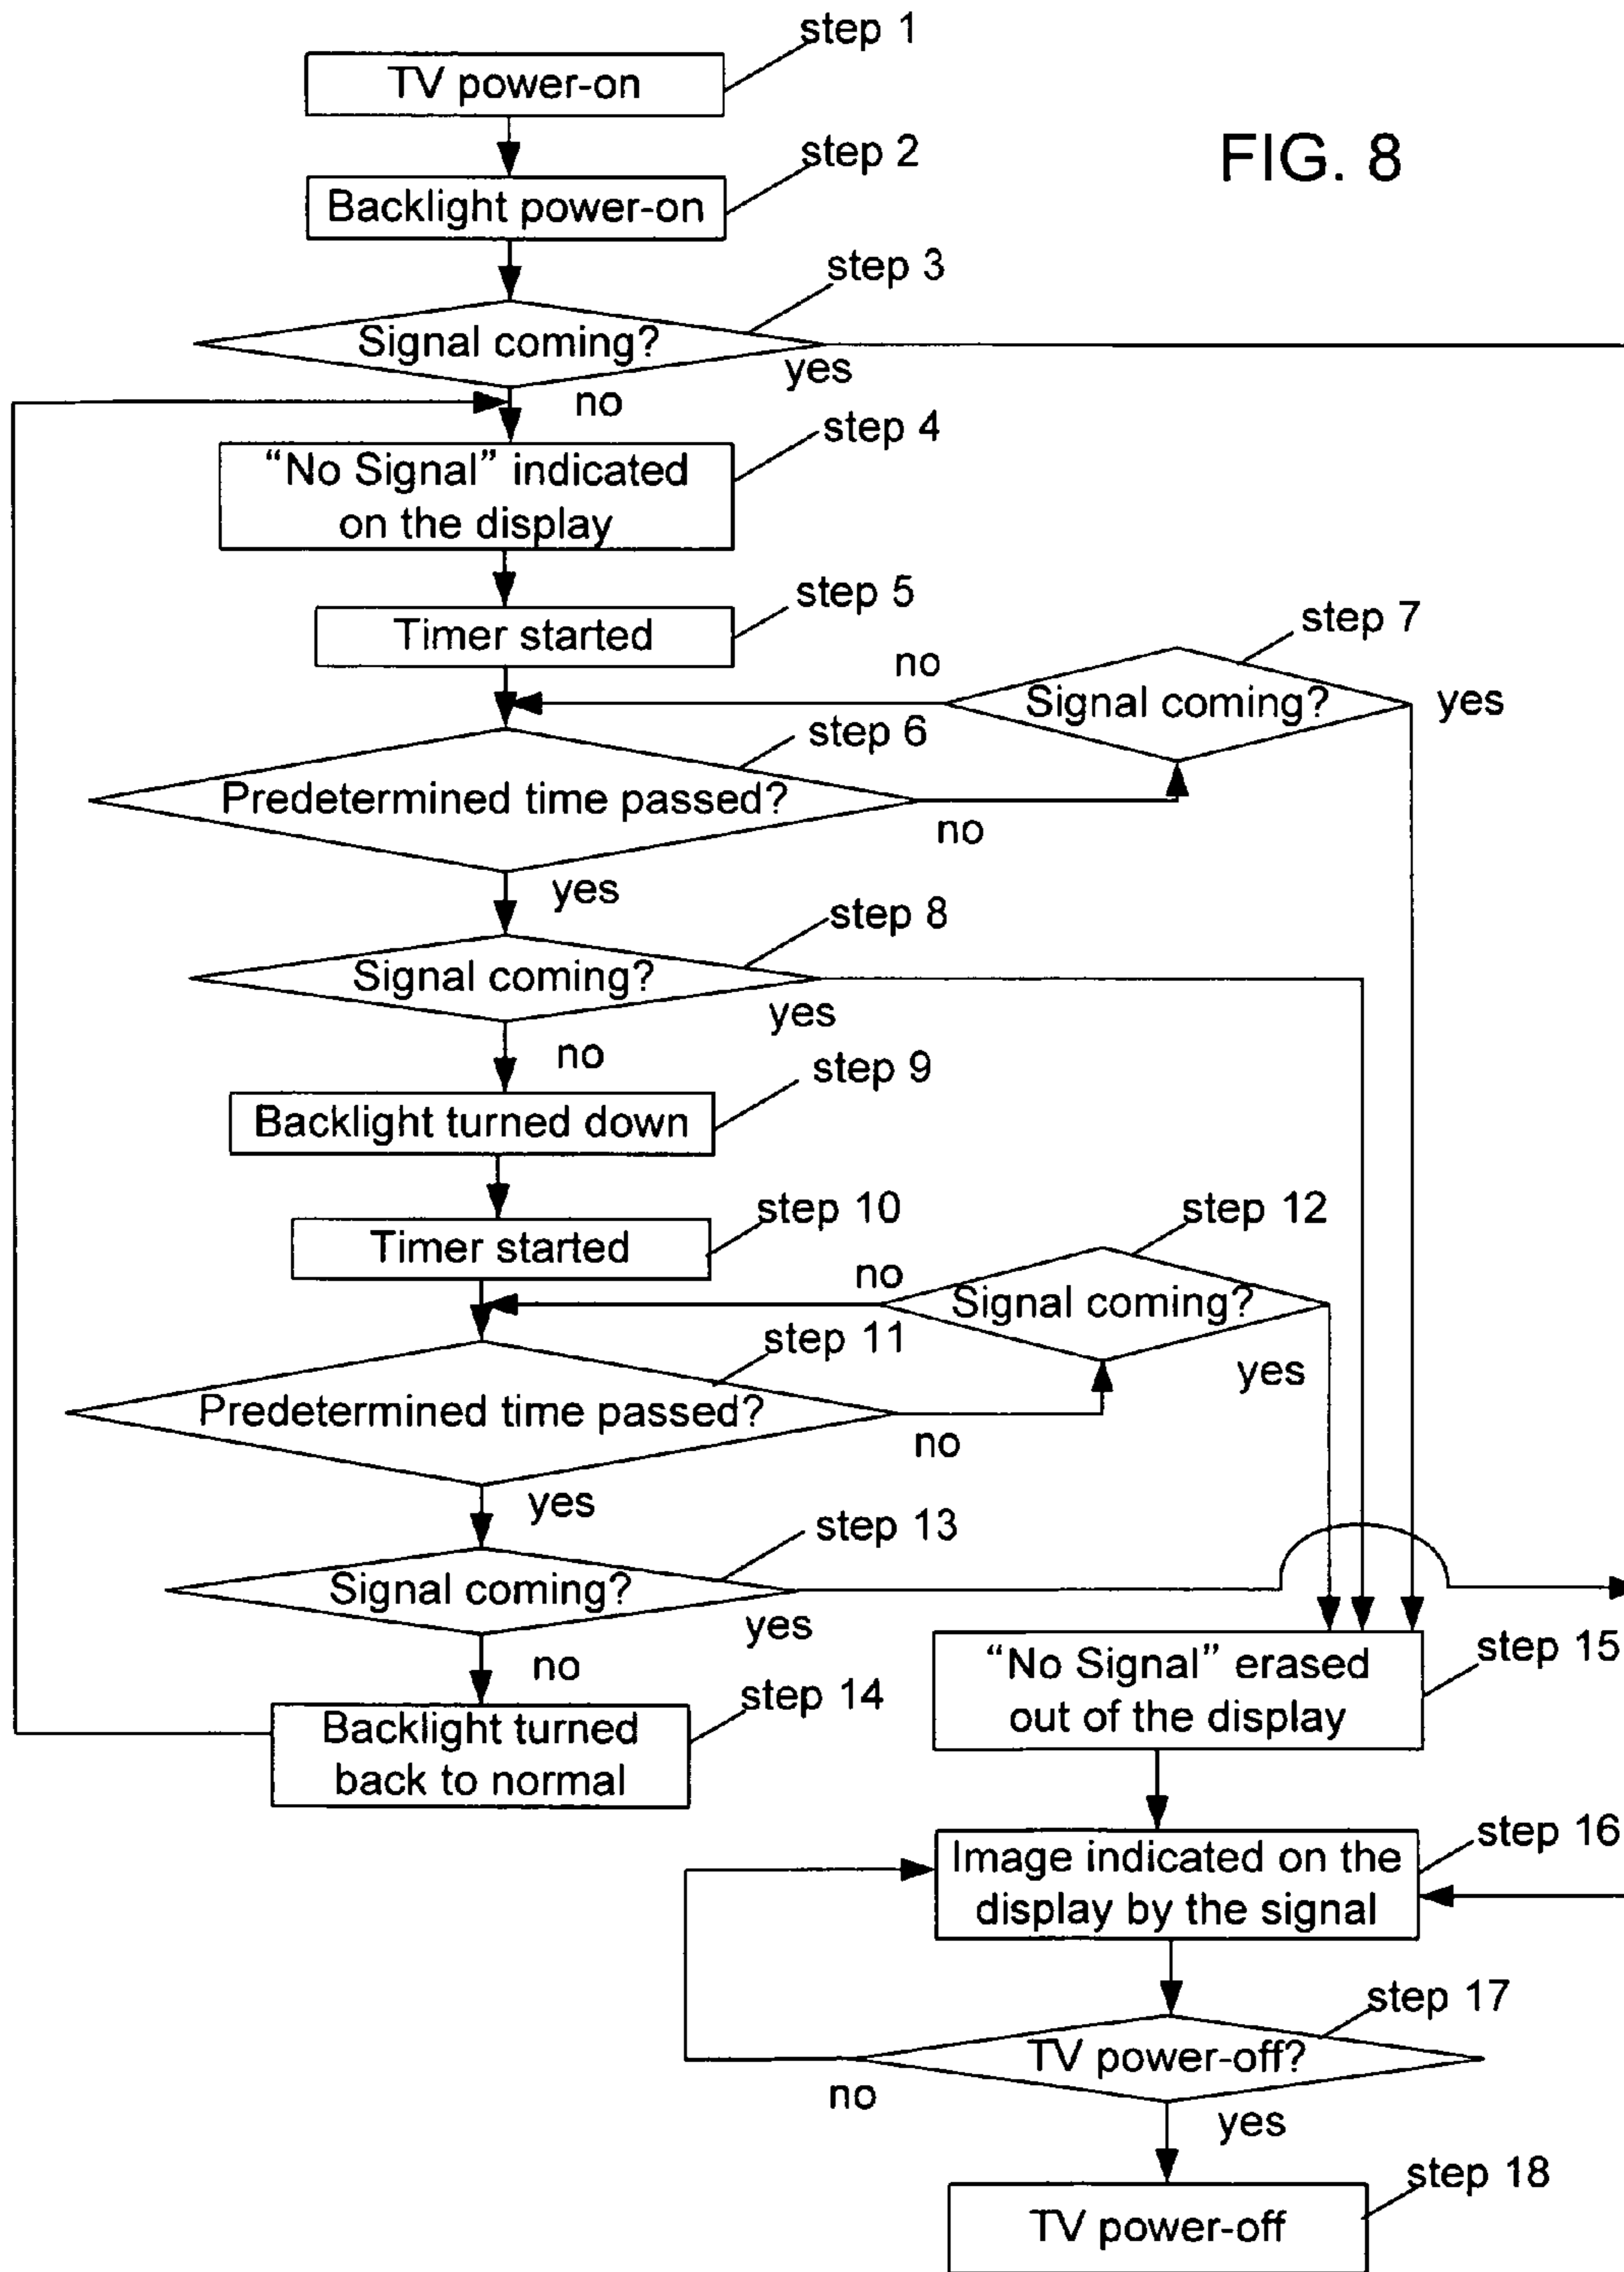 step 1
TV power-on
FIG. 8
step 2
Backlight power-on
step 3
Signal coming?
yes
no
step 4
“No Signal” indicated
on the display
step 5
Timer started
step 7
no
Signal coming?
yes
step 6
Predetermined time passed?
no
yes
step 8
Signal coming?
yes
no
step 9
Backlight turned down
step 10
Timer started
step 12
no
Signal coming?
yes
step 11
Predetermined time passed?
no
yes
step 13
Signal coming?
yes
no
step 14
Backlight turned
back to normal
step 15
“No Signal” erased
out of the display
step 16
Image indicated on the
display by the signal
step 17
TV power-off?
no
yes
step 18
TV power-off